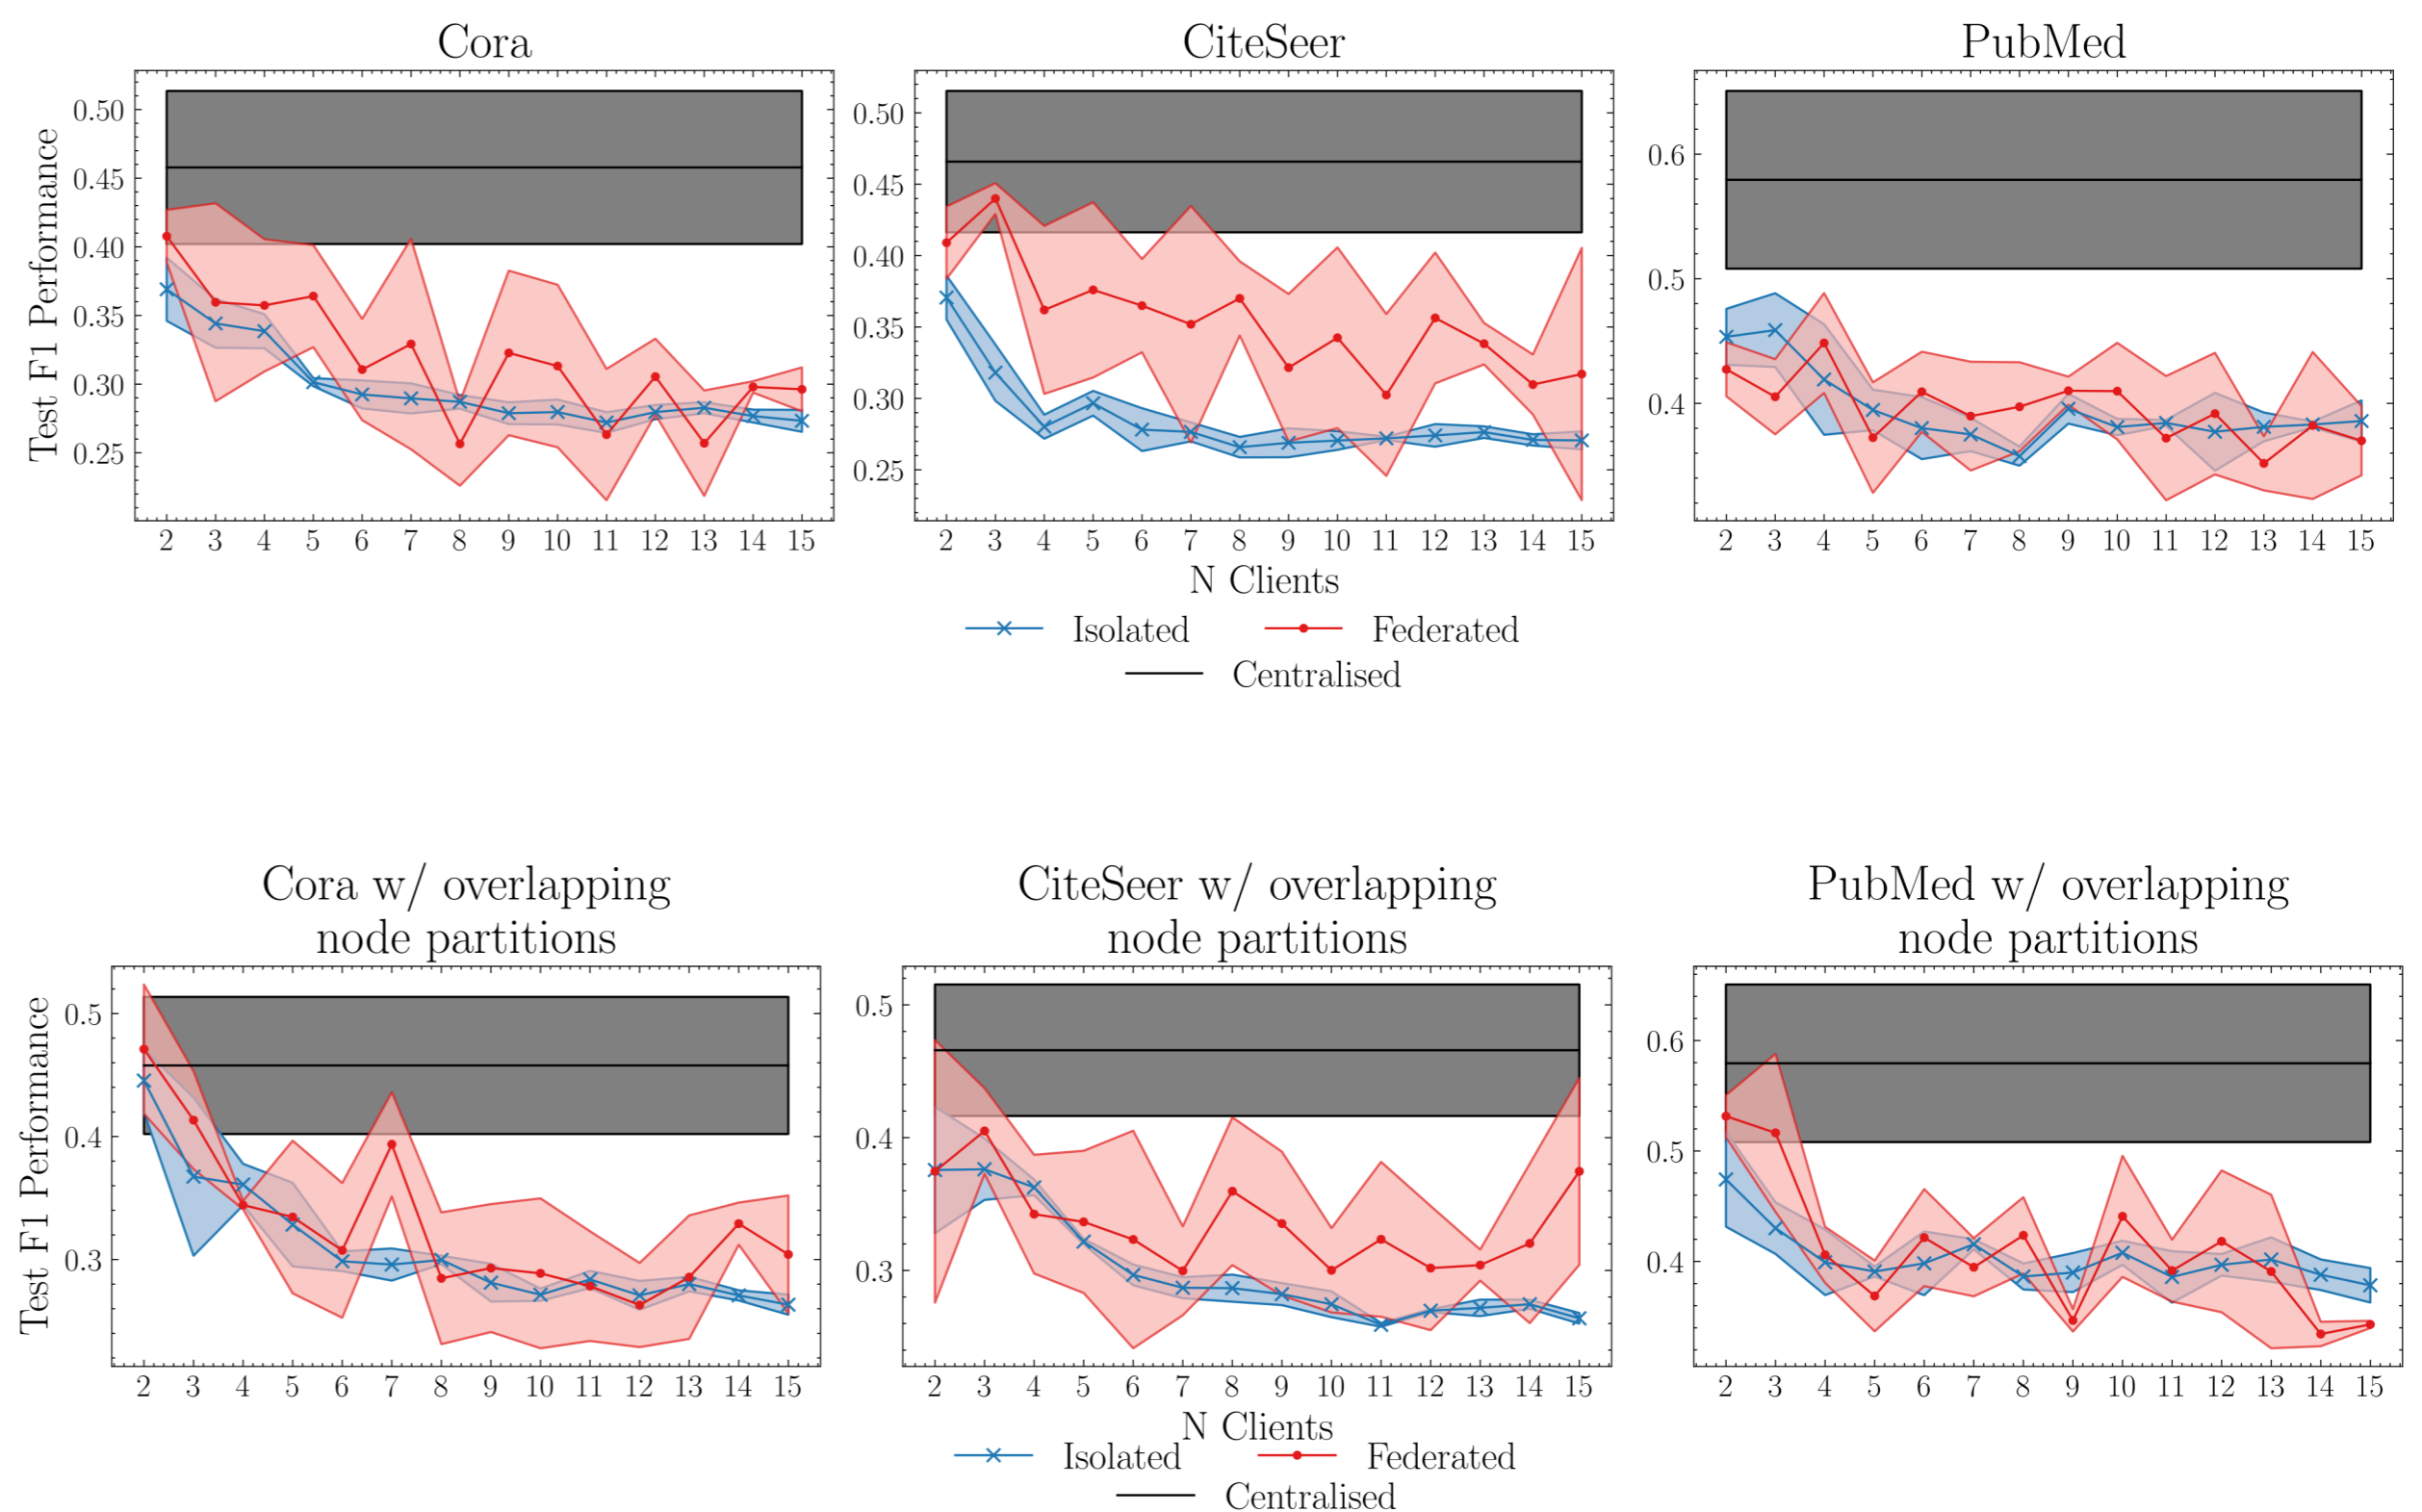 Cora
CiteSeer
PubMed
Test F1 Performance
0.50
0.45
0.40
0.35
0.30
0.25
2 3 4 5 6 7 8 9 10 11 12 13 14 15
0.50
0.45
0.40
0.35
0.30
0.25
2 3 4 5 6 7 8 9 10 11 12 13 14 15
0.6
0.5
0.4
2 3 4 5 6 7 8 9 10 11 12 13 14 15
N Clients
Isolated Federated
Centralised
Cora w/ overlapping
node partitions
CiteSeer w/ overlapping
node partitions
PubMed w/ overlapping
node partitions
Test F1 Performance
0.5
0.4
0.3
2 3 4 5 6 7 8 9 10 11 12 13 14 15
0.5
0.4
0.3
2 3 4 5 6 7 8 9 10 11 12 13 14 15
0.6
0.5
0.4
2 3 4 5 6 7 8 9 10 11 12 13 14 15
N Clients
Isolated Federated
Centralised